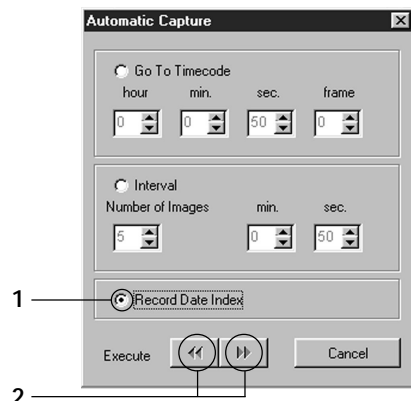 Automatic Capture
Go To Timecode
hour min. sec. frame
0 0 50 0
Interval
Number of Images min. sec.
5 0 50
1 Record Date Index
Execute Cancel
2